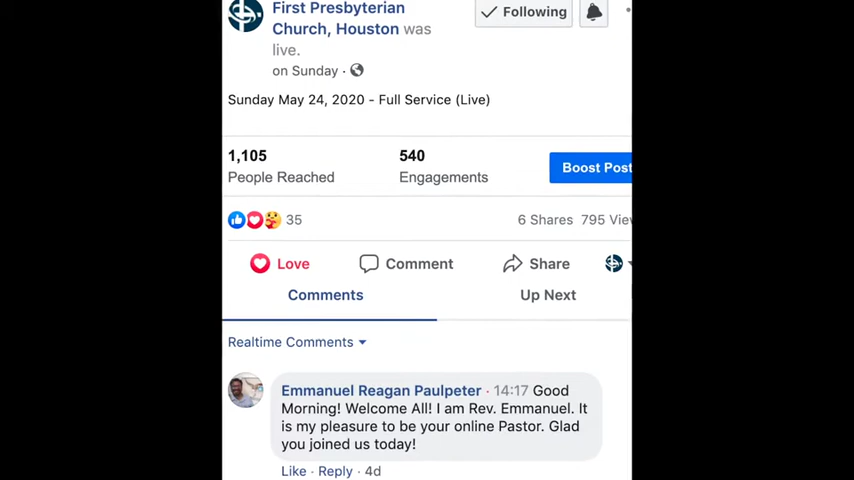 First Presbyterian
Church, Houston was
live.
on Sunday ·
Following
Sunday May 24, 2020 - Full Service (Live)
1,105
People Reached
540
Engagements
Boost Post
35
6 Shares 795 View
Love
Comment
Share
Comments
Up Next
Realtime Comments
Emmanuel Reagan Paulpeter · 14:17 Good
Morning! Welcome All! I am Rev. Emmanuel. It
is my pleasure to be your online Pastor. Glad
you joined us today!
Like · Reply · 4d